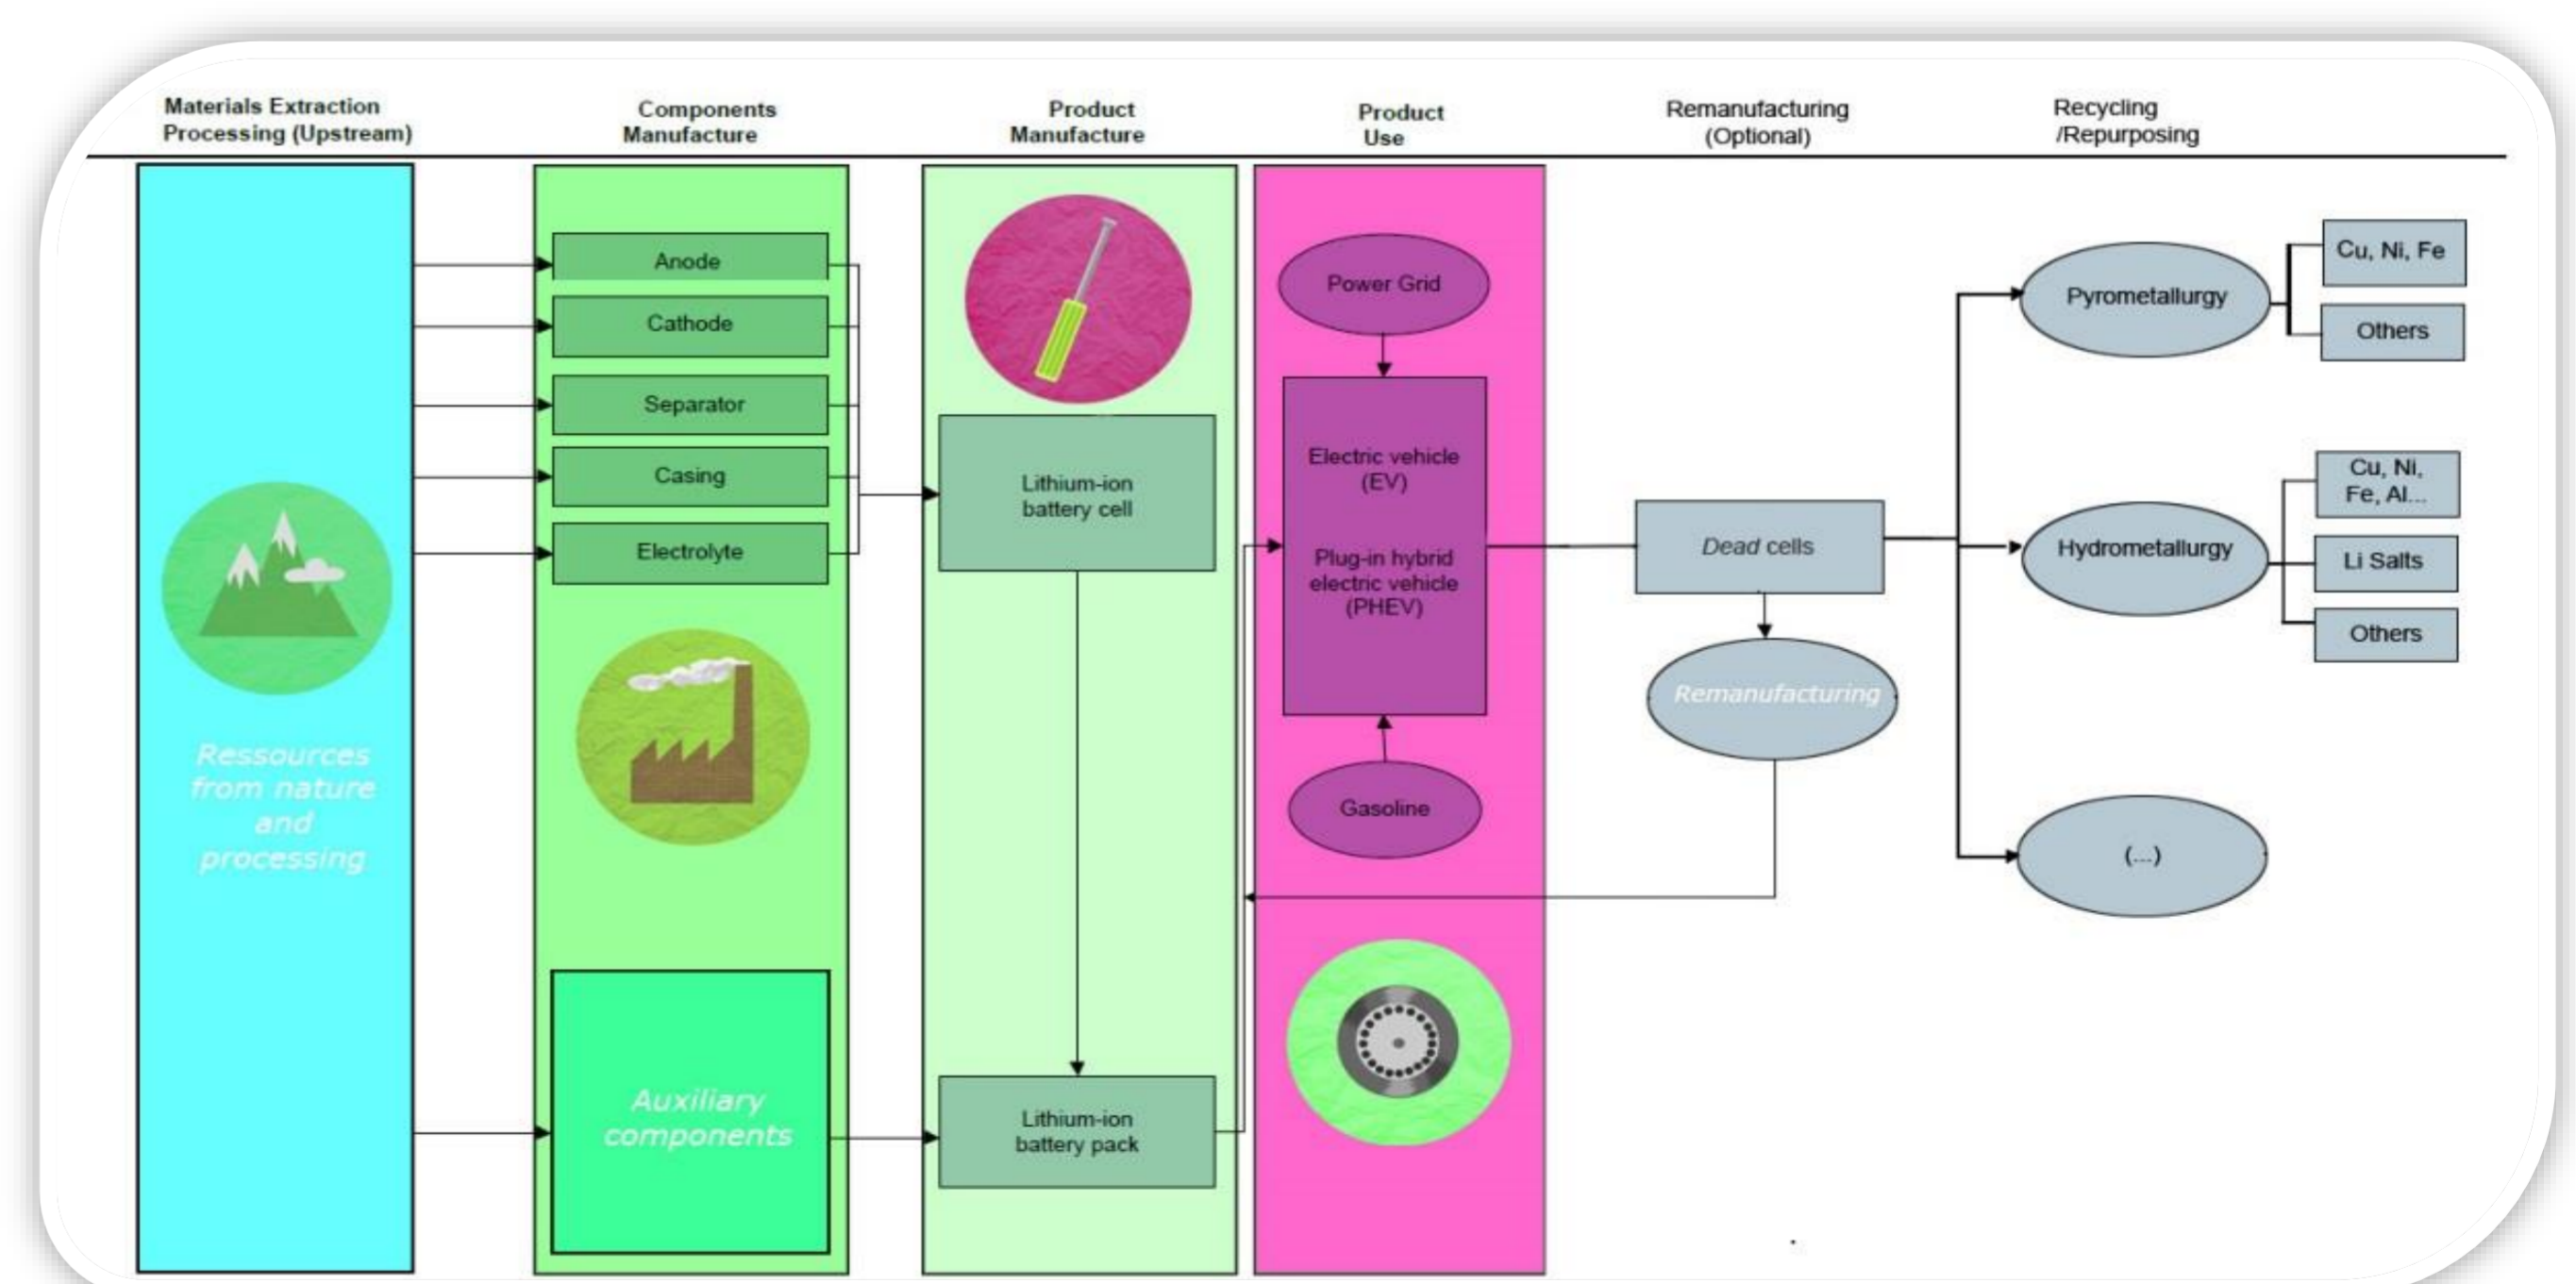 Materials Extraction
Processing (Upstream)
Components
Manufacture
Product
Manufacture
Product
Use
Remanufacturing
(Optional)
Recycling
/Repurposing
Ressources
from nature
and
processing
Anode
Cathode
Separator
Casing
Electrolyte
Auxiliary
components
Lithium-ion
battery cell
Lithium-ion
battery pack
Power Grid
Electric vehicle
(EV)
Plug-in hybrid
electric vehicle
(PHEV)
Gasoline
Dead cells
Remanufacturing
Pyrometallurgy
Cu, Ni, Fe
Others
Hydrometallurgy
Cu, Ni,
Fe, Al...
Li Salts
Others
(...)